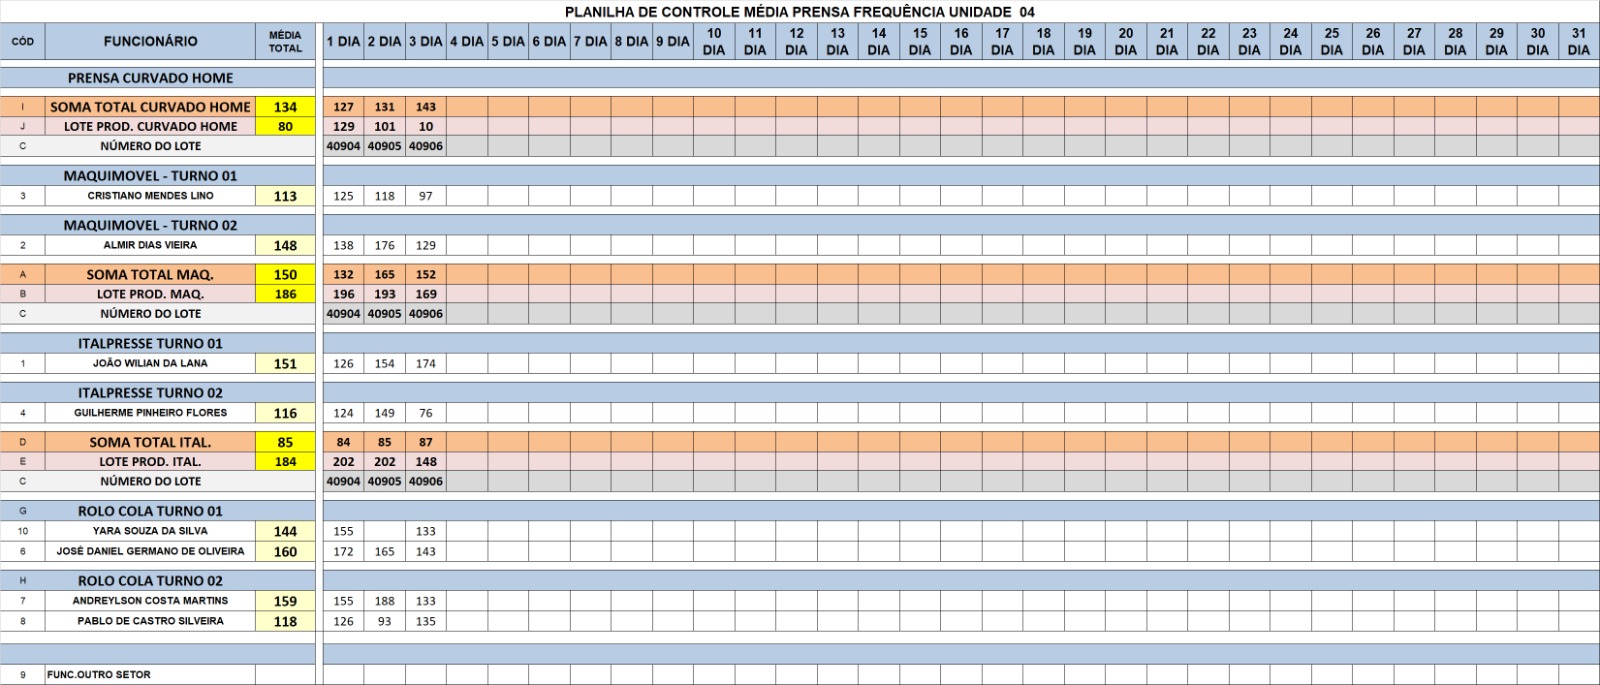 PLANILHA DE CONTROLE MÉDIA PRENSA FREQUÊNCIA UNIDADE 04
CÓD FUNCIONÁRIO MÉDIA TOTAL 1 DIA 2 DIA 3 DIA 4 DIA 5 DIA 6 DIA 7 DIA 8 DIA 9 DIA 10 DIA 11 DIA 12 DIA 13 DIA 14 DIA 15 DIA 16 DIA 17 DIA 18 DIA 19 DIA 20 DIA 21 DIA 22 DIA 23 DIA 24 DIA 25 DIA 26 DIA 27 DIA 28 DIA 29 DIA 30 DIA 31 DIA
PRENSA CURVADO HOME
I SOMA TOTAL CURVADO HOME 134 127 131 143
J LOTE PROD. CURVADO HOME 80 129 101 10
C NÚMERO DO LOTE 40904 40905 40906
MAQUIMOVEL - TURNO 01
3 CRISTIANO MENDES LINO 113 125 118 97
MAQUIMOVEL - TURNO 02
2 ALMIR DIAS VIEIRA 148 138 176 129
A SOMA TOTAL MAQ. 150 132 165 152
B LOTE PROD. MAQ. 186 196 193 169
C NÚMERO DO LOTE 40904 40905 40906
ITALPRESSE TURNO 01
1 JOÃO WILIAN DA LANA 151 126 154 174
ITALPRESSE TURNO 02
4 GUILHERME PINHEIRO FLORES 116 124 149 76
D SOMA TOTAL ITAL. 85 84 85 87
E LOTE PROD. ITAL. 184 202 202 148
C NÚMERO DO LOTE 40904 40905 40906
G ROLO COLA TURNO 01
10 YARA SOUZA DA SILVA 144 155 133
6 JOSÉ DANIEL GERMANO DE OLIVEIRA 160 172 165 143
H ROLO COLA TURNO 02
7 ANDREYLSON COSTA MARTINS 159 155 188 133
8 PABLO DE CASTRO SILVEIRA 118 126 93 135
9 FUNC.OUTRO SETOR